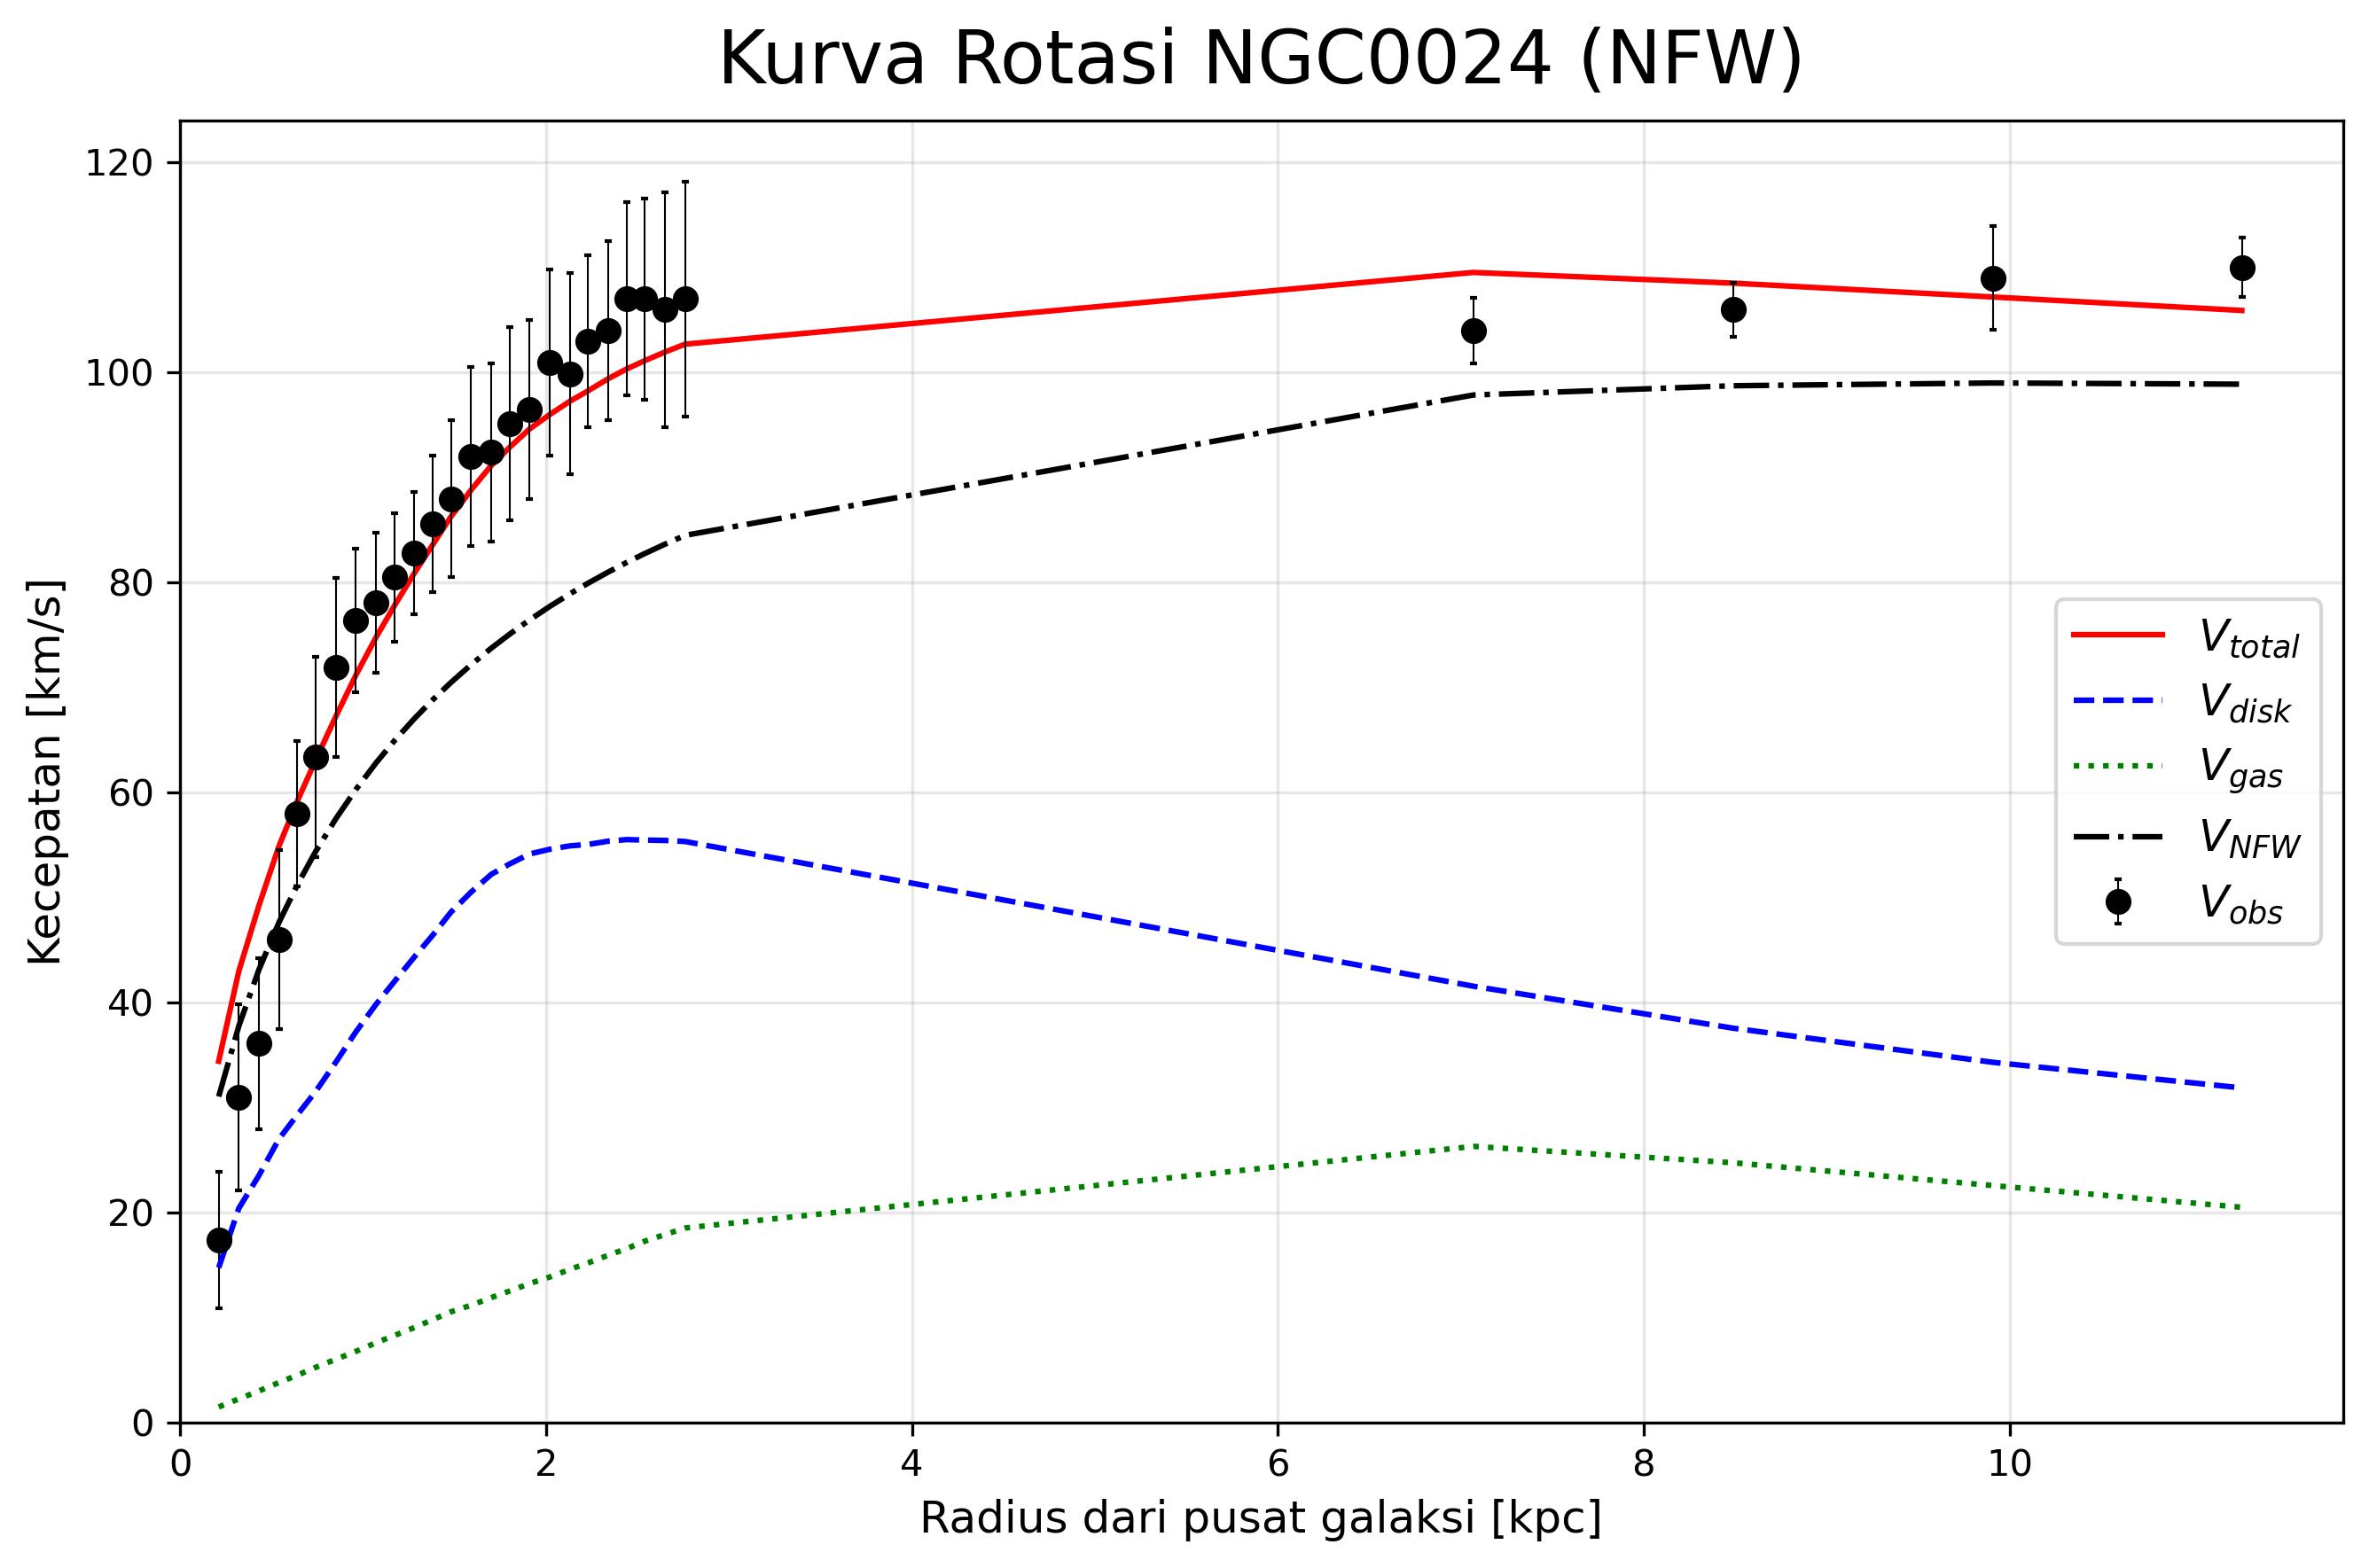 Kurva Rotasi NGC0024 (NFW)
Kecepatan [km/s]
120
100
80
60
40
20
0
V_total
V_disk
V_gas
V_NFW
V_obs
0 2 4 6 8 10
Radius dari pusat galaksi [kpc]